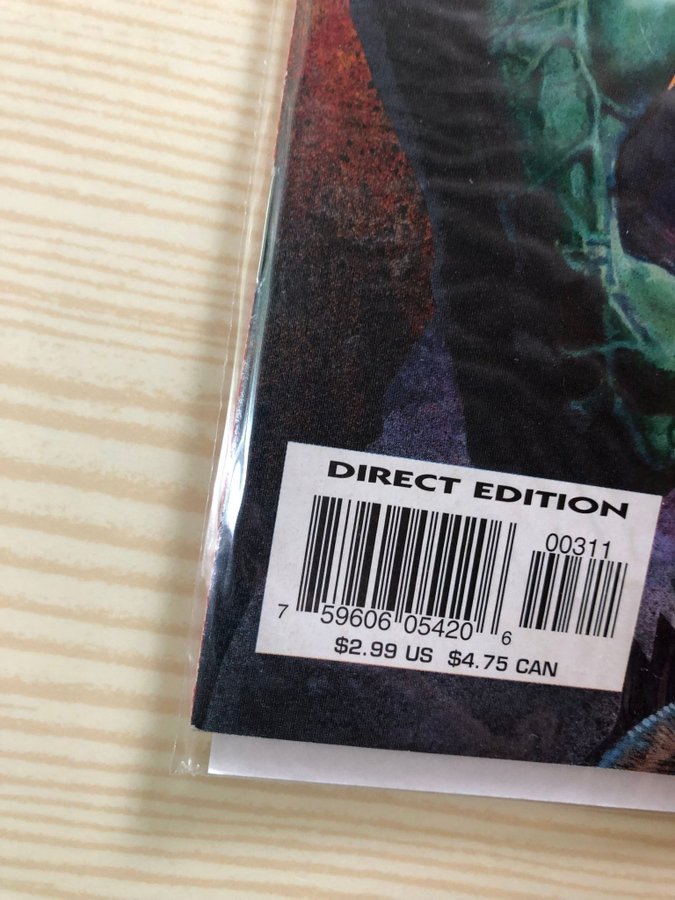 DIRECT EDITION
00311
7 59606 05420 6
$2.99 US $4.75 CAN